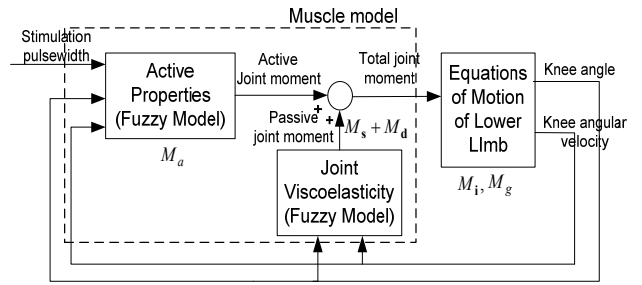 Muscle model
Stimulation
pulsewidth
Active
Properties
(Fuzzy Model)
Mₐ
Active
Joint moment
Total joint
moment
Passive
joint moment
+
+
M_s + M_d
Joint
Viscoelasticity
(Fuzzy Model)
Equations
of Motion
of Lower
LImb
M_i, M_g
Knee angle
Knee angular
velocity